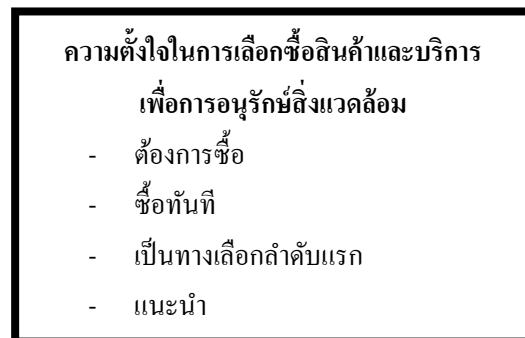 ความตั้งใจในการเลือกซื้อสินค้าและบริการ
เพื่อการอนุรักษ์สิ่งแวดล้อม
- ต้องการซื้อ
- ซื้อทันที
- เป็นทางเลือกลำดับแรก
- แนะนำ